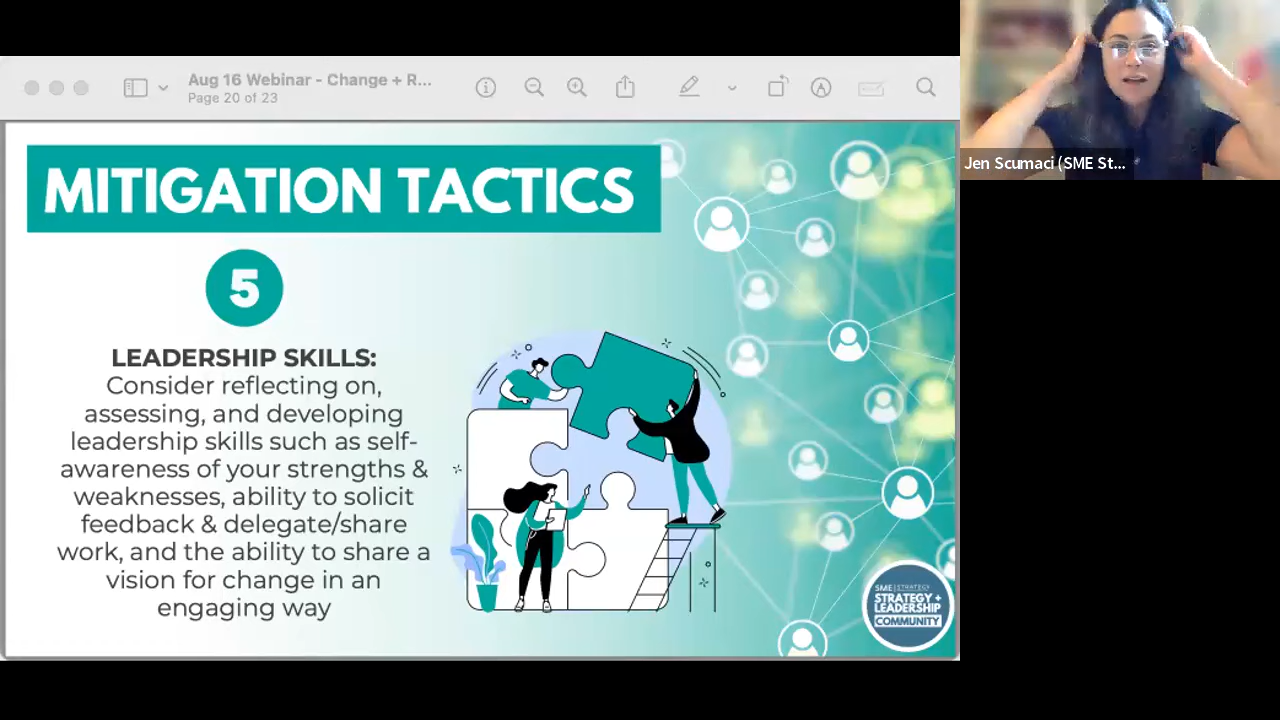 Aug 16 Webinar - Change + R...
Page 20 of 23
Jen Scumaci (SME St...
MITIGATION TACTICS
5
LEADERSHIP SKILLS:
Consider reflecting on,
assessing, and developing
leadership skills such as self-
awareness of your strengths &
weaknesses, ability to solicit
feedback & delegate/share
work, and the ability to share a
vision for change in an
engaging way
SME STRATEGY
STRATEGY +
LEADERSHIP
COMMUNITY